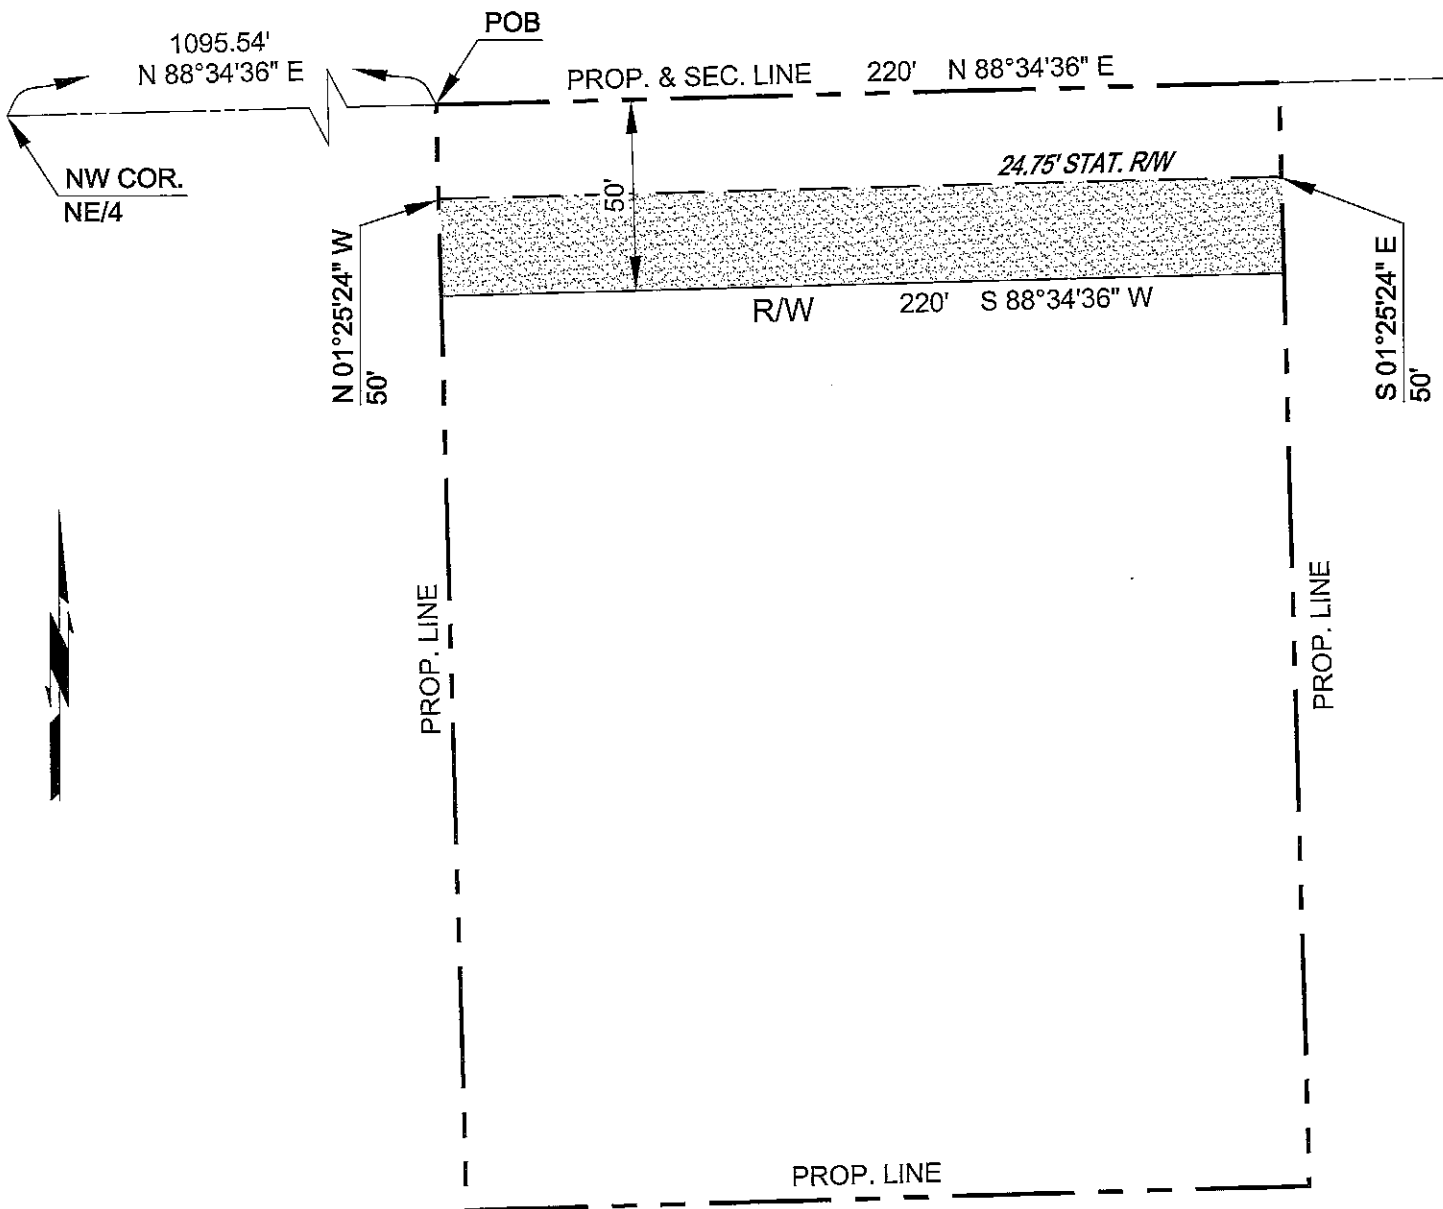 POB
1095.54'
N 88°34'36" E
PROP. & SEC. LINE 220' N 88°34'36" E
NW COR.
NE/4
24.75' STAT. R/W
50'
N 01°25'24" W
50'
S 01°25'24" E
50'
R/W 220' S 88°34'36" W
PROP. LINE
PROP. LINE
PROP. LINE